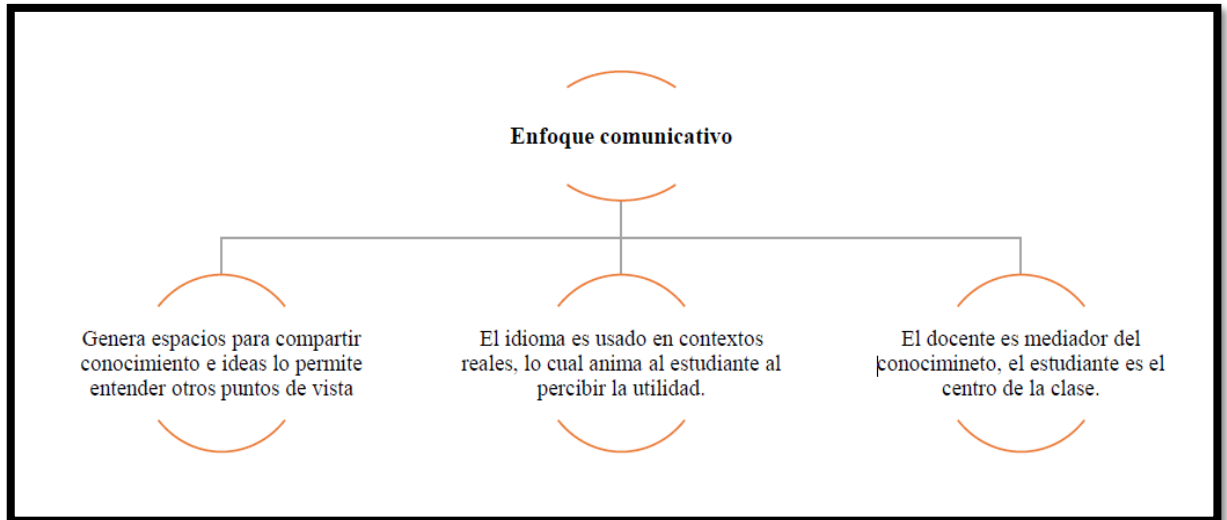 Enfoque comunicativo
Genera espacios para compartir
conocimiento e ideas lo permite
entender otros puntos de vista
El idioma es usado en contextos
reales, lo cual anima al estudiante al
percibir la utilidad.
El docente es mediador del
conocimineto, el estudiante es el
centro de la clase.